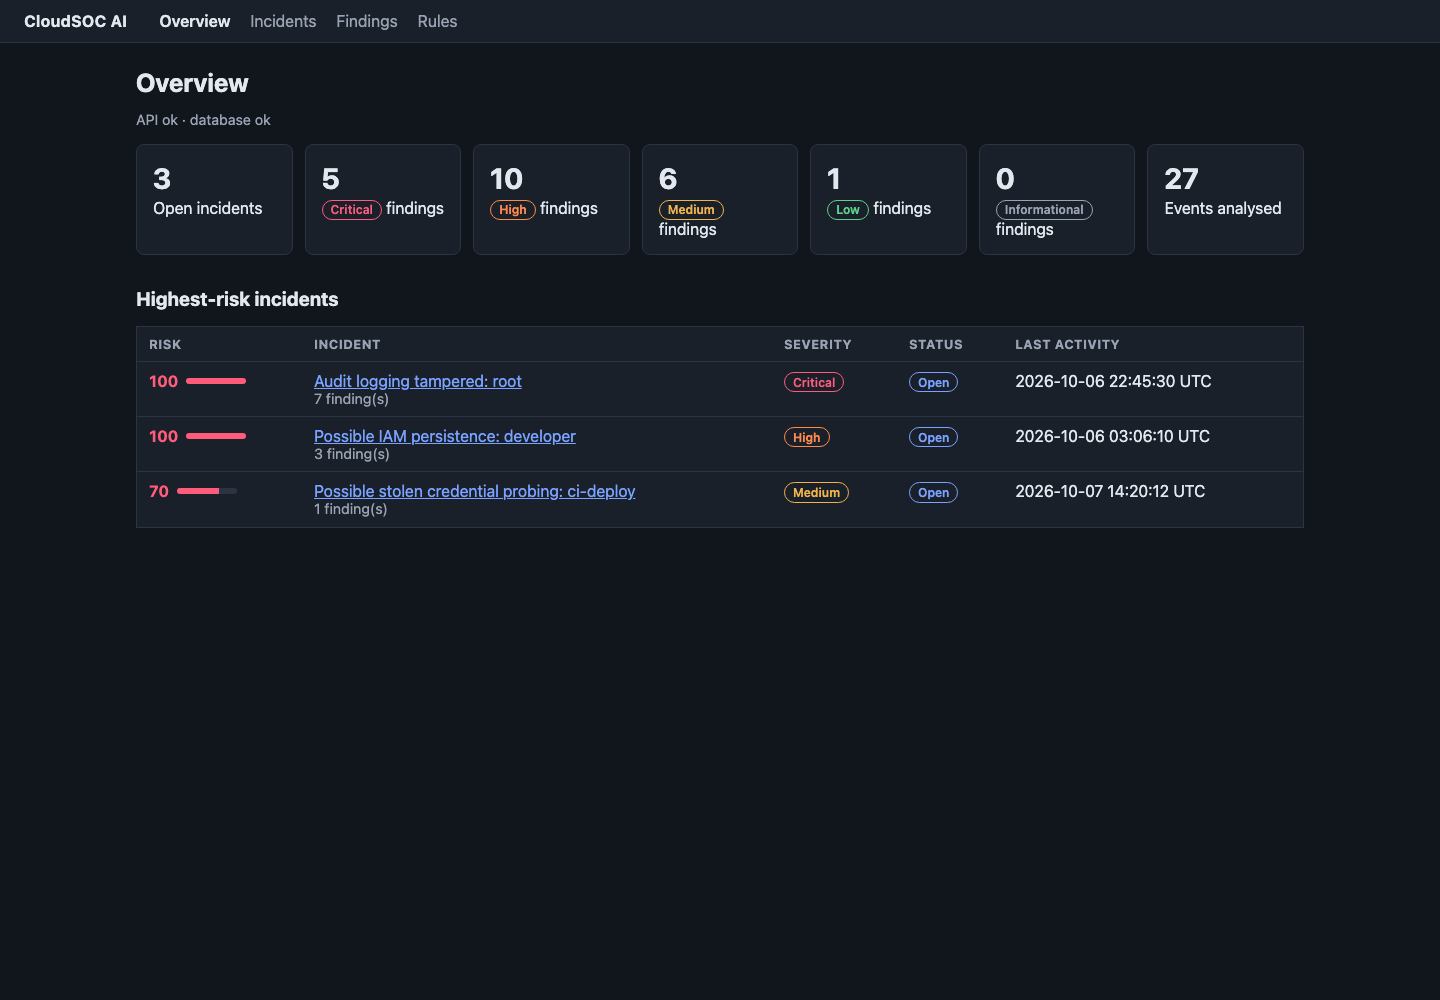 CloudSOC AI Overview Incidents Findings Rules
Overview
API ok · database ok
3
Open incidents
5
Critical findings
10
High findings
6
Medium
findings
1
Low findings
0
Informational
findings
27
Events analysed
Highest-risk incidents
RISK INCIDENT SEVERITY STATUS LAST ACTIVITY
100 Audit logging tampered: root Critical Open 2026-10-06 22:45:30 UTC
7 finding(s)
100 Possible IAM persistence: developer High Open 2026-10-06 03:06:10 UTC
3 finding(s)
70 Possible stolen credential probing: ci-deploy Medium Open 2026-10-07 14:20:12 UTC
1 finding(s)